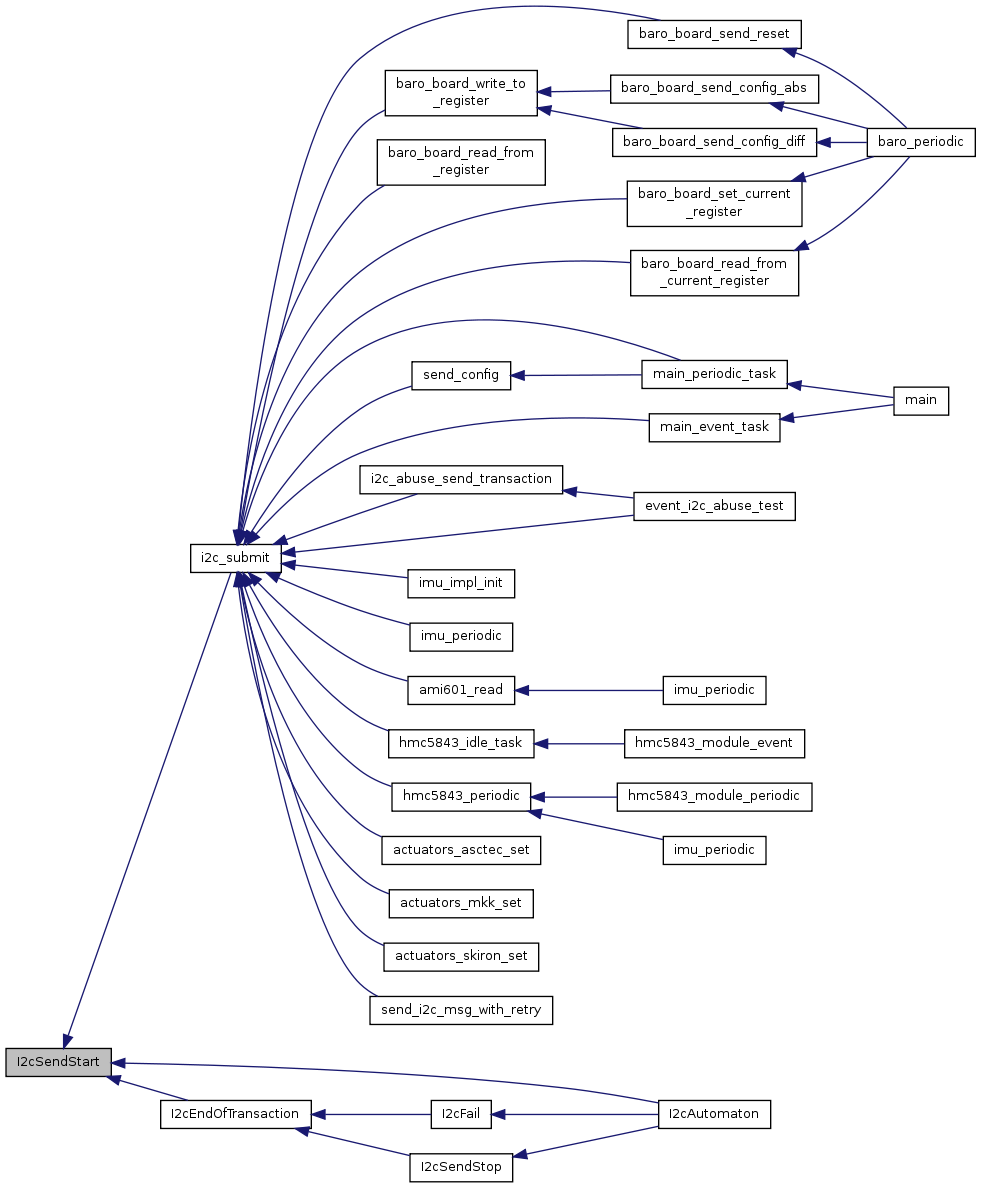 baro_board_send_reset
baro_board_write_to
_register
baro_board_send_config_abs
baro_board_send_config_diff
baro_periodic
baro_board_read_from
_register
baro_board_set_current
_register
baro_board_read_from
_current_register
send_config
main_periodic_task
main
main_event_task
i2c_abuse_send_transaction
event_i2c_abuse_test
i2c_submit
imu_impl_init
imu_periodic
ami601_read
imu_periodic
hmc5843_idle_task
hmc5843_module_event
hmc5843_periodic
hmc5843_module_periodic
imu_periodic
actuators_asctec_set
actuators_mkk_set
actuators_skiron_set
send_i2c_msg_with_retry
I2cSendStart
I2cEndOfTransaction
I2cFail
I2cAutomaton
I2cSendStop